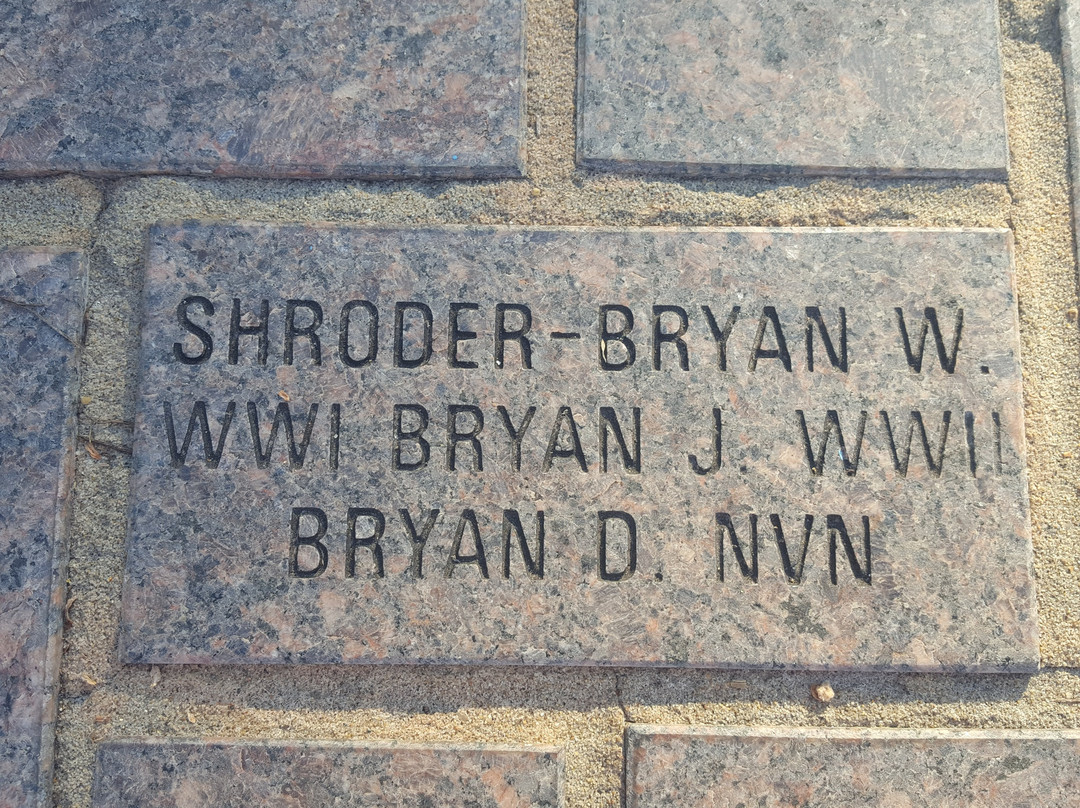 SHRODER-BRYAN W.
WWI BRYAN J. WWII
BRYAN D. NVN